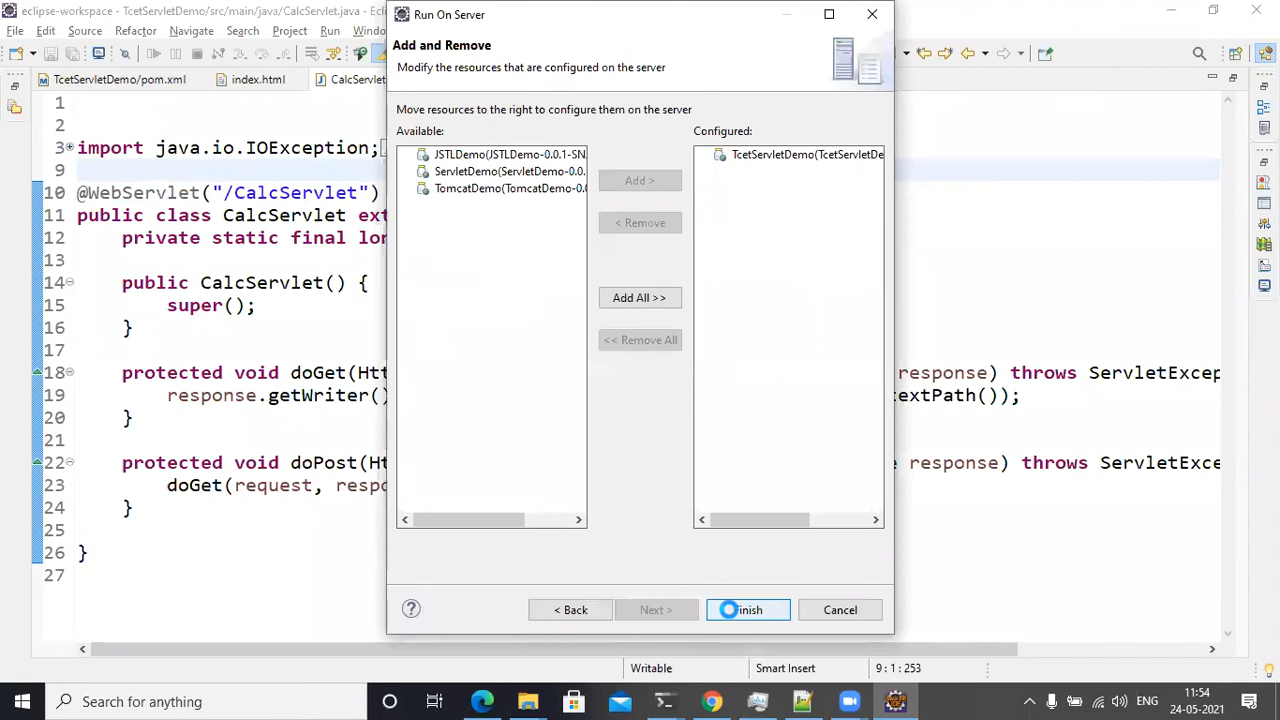 eclipse-workspace - TcetServletDemo/src/main/java/CalcServlet.java - Ec
Run On Server
File Edit Source Refactor Navigate Search Project Run
Add and Remove
Modify the resources that are configured on the server
TcetServletDemo/pom.xml
index.html
CalcServlet
Move resources to the right to configure them on the server
Available:
Configured:
JSTLDemo(JSTLDemo-0.0.1-SN
ServletDemo(ServletDemo-0.0.
TomcatDemo(TomcatDemo-0.0
TcetServletDemo(TcetServletDe
Add >
< Remove
Add All >>
<< Remove All
1
2
3 import java.io.IOException;
9
10 @WebServlet("/CalcServlet")
11 public class CalcServlet ext
12 private static final lon
13
14 public CalcServlet() {
15 super();
16 }
17
18 protected void doGet(Htt response) throws ServletExcep
19 response.getWriter() extPath());
20 }
21
22 protected void doPost(Ht e response) throws ServletExce
23 doGet(request, respo
24 }
25
26 }
27
< Back
Next >
Finish
Cancel
Writable
Smart Insert
9 : 1 : 253
Search for anything
ENG
11:54
24-05-2021